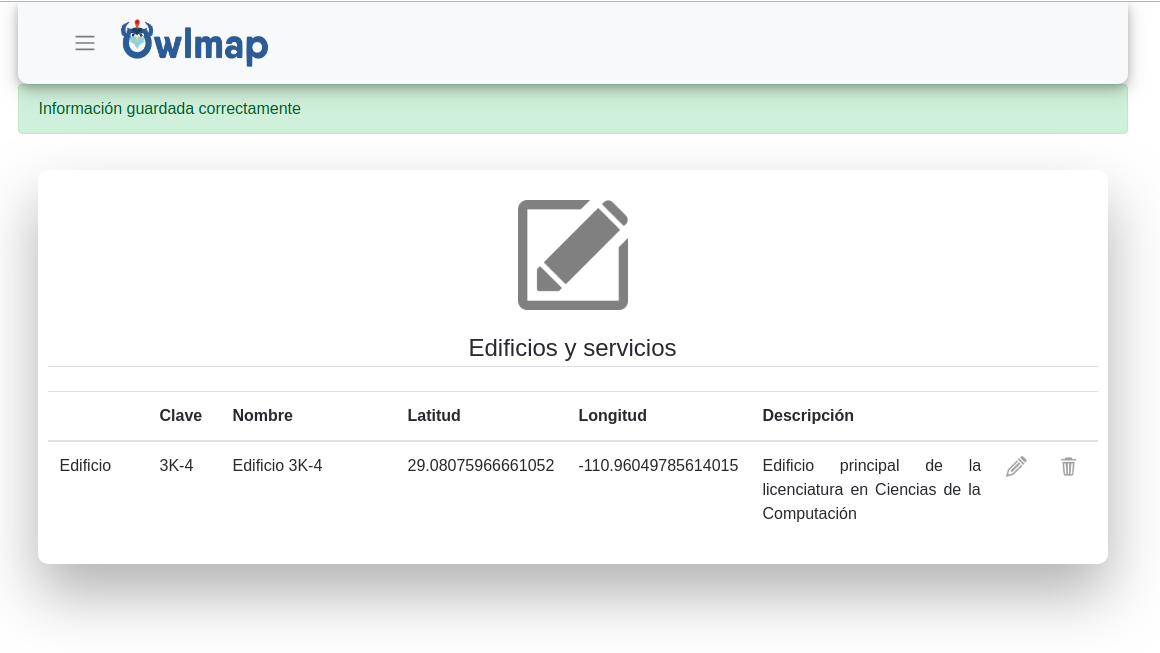 Owlmap
Información guardada correctamente
Edificios y servicios
Clave Nombre Latitud Longitud Descripción
Edificio 3K-4 Edificio 3K-4 29.08075966661052 -110.96049785614015 Edificio principal de la
licenciatura en Ciencias de la
Computación